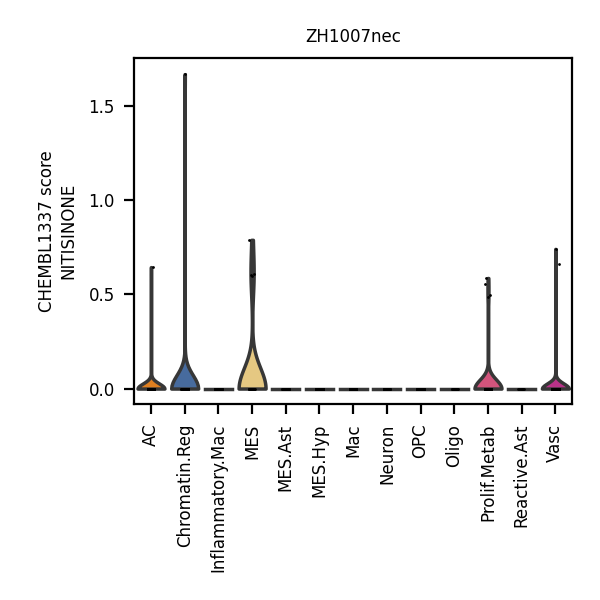 ZH1007nec
CHEMBL1337 score
NITISINONE
1.5
1.0
0.5
0.0
AC
Chromatin.Reg
Inflammatory.Mac
MES
MES.Ast
MES.Hyp
Mac
Neuron
OPC
Oligo
Prolif.Metab
Reactive.Ast
Vasc